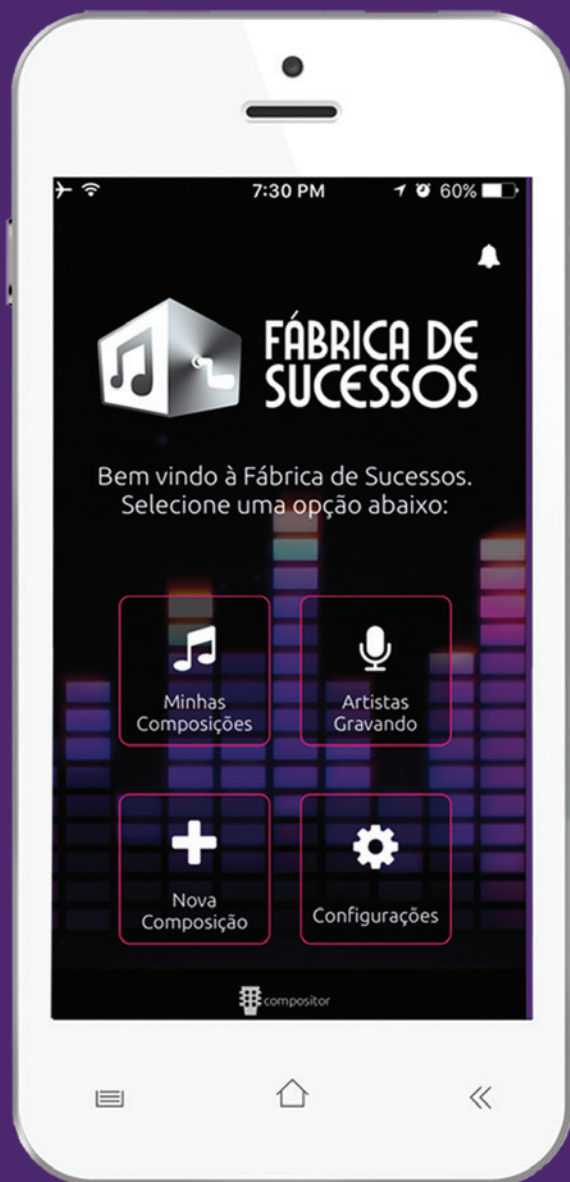 7:30 PM
60%
FÁBRICA DE
SUCESSOS
Bem vindo à Fábrica de Sucessos.
Selecione uma opção abaixo:
Minhas
Composições
Artistas
Gravando
Nova
Composição
Configurações
compositor